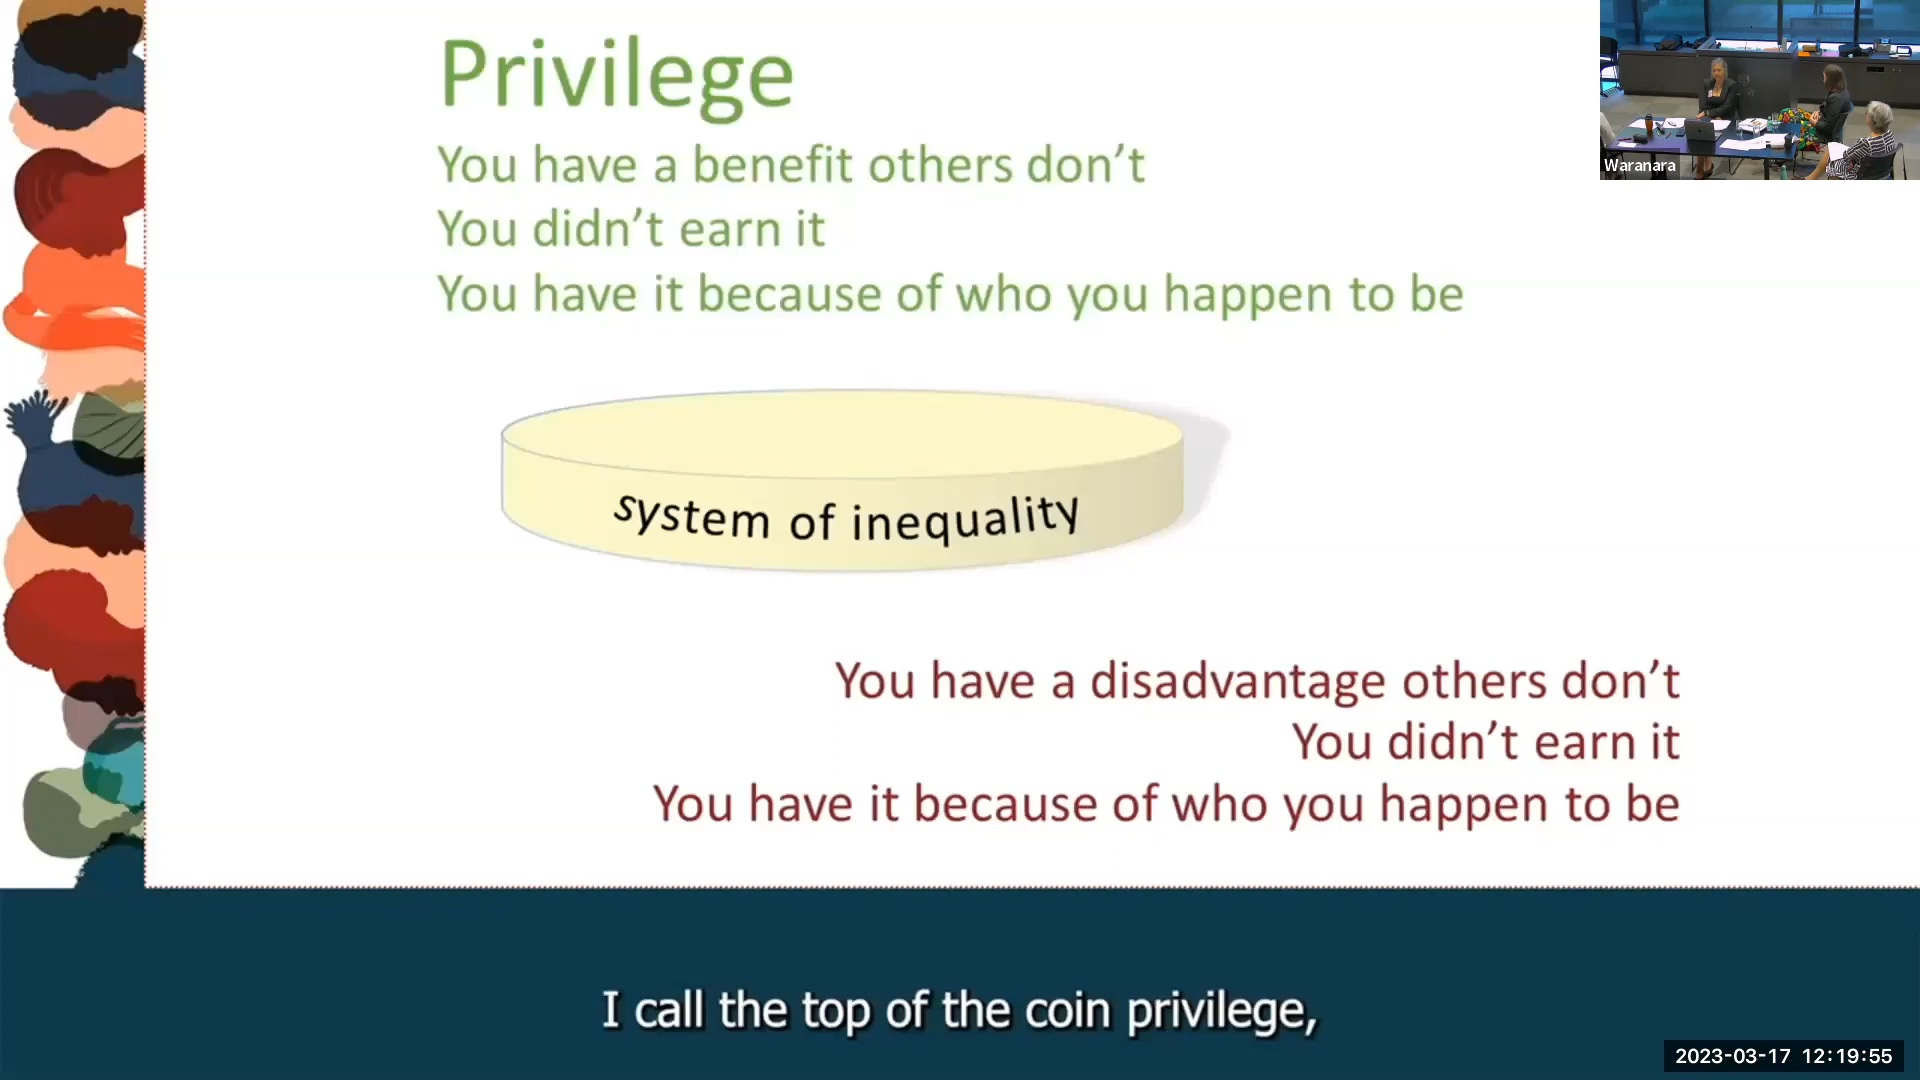 Privilege
You have a benefit others don’t
You didn’t earn it
You have it because of who you happen to be
Waranara
system of inequality
You have a disadvantage others don’t
You didn’t earn it
You have it because of who you happen to be
I call the top of the coin privilege,
2023-03-17 12:19:55